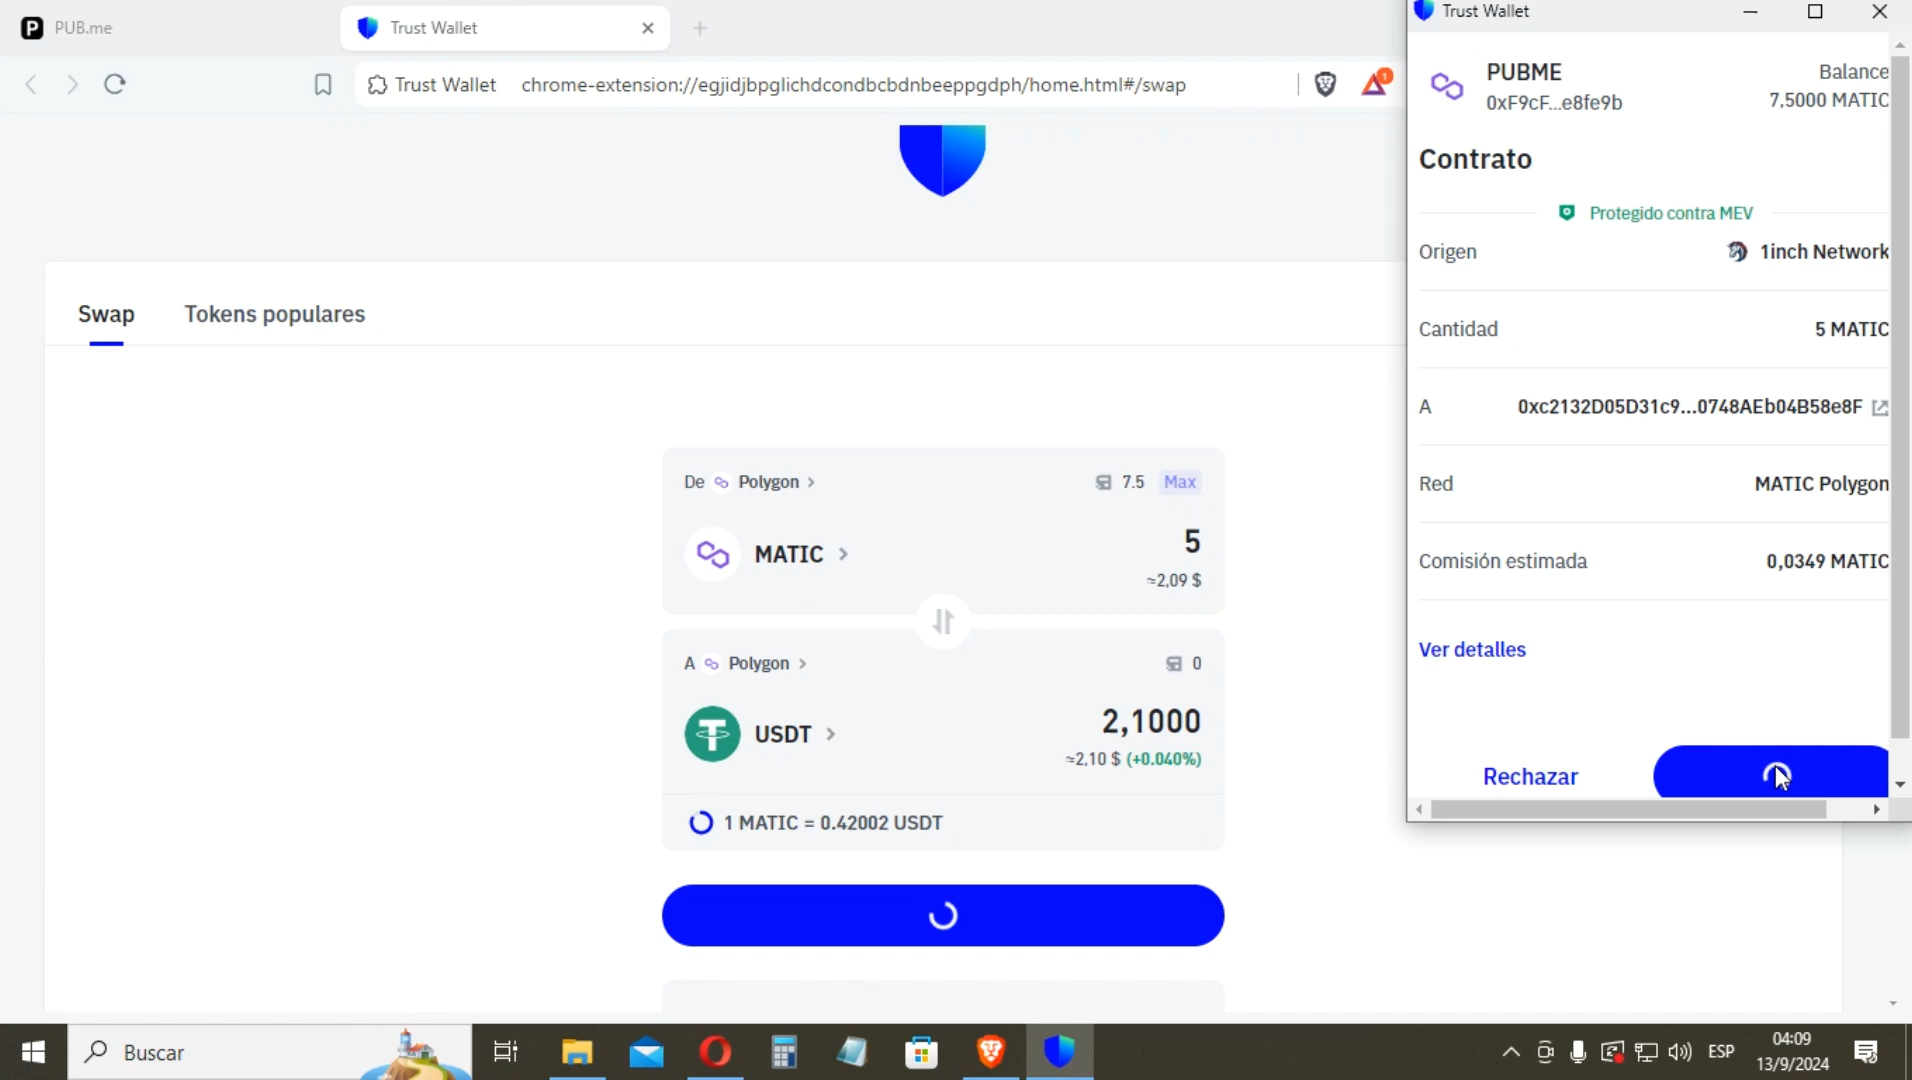 PUB.me
Trust Wallet
Trust Wallet chrome-extension://egjidjbpglichdcondbcbdnbeeppgdph/home.html#/swap
1
Swap
Tokens populares
De Polygon
7.5 Max
MATIC
5
≈2,09 $
A Polygon
0
USDT
2,1000
≈2,10 $ (+0.040%)
1 MATIC = 0.42002 USDT
Trust Wallet
PUBME
0xF9cF...e8fe9b
Balance
7,5000 MATIC
Contrato
Protegido contra MEV
Origen 1inch Network
Cantidad 5 MATIC
A 0xc2132D05D31c9...0748AEb04B58e8F
Red MATIC Polygon
Comisión estimada 0,0349 MATIC
Ver detalles
Rechazar
Buscar
ESP
04:09
13/9/2024